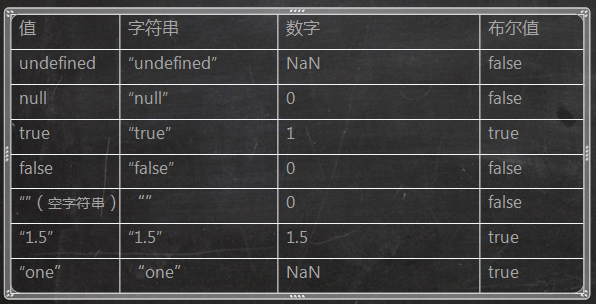 值 字符串 数字 布尔值
undefined “undefined” NaN false
null “null” 0 false
true “true” 1 true
false “false” 0 false
“”（空字符串） “” 0 false
“1.5” “1.5” 1.5 true
“one” “one” NaN true